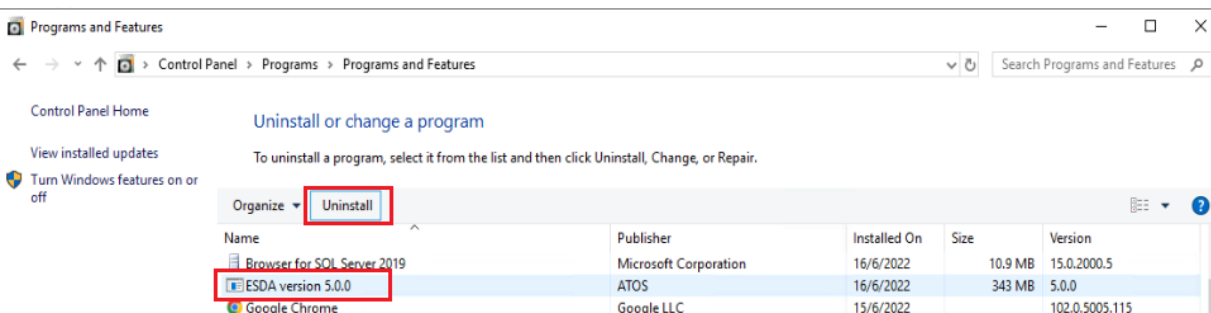 Programs and Features
Control Panel > Programs > Programs and Features
Search Programs and Features
Control Panel Home
View installed updates
Turn Windows features on or
off
Uninstall or change a program
To uninstall a program, select it from the list and then click Uninstall, Change, or Repair.
Organize Uninstall
Name Publisher Installed On Size Version
Browser for SQL Server 2019 Microsoft Corporation 16/6/2022 10.9 MB 15.0.2000.5
ESDA version 5.0.0 ATOS 16/6/2022 343 MB 5.0.0
Google Chrome Google LLC 15/6/2022 102.0.5005.115